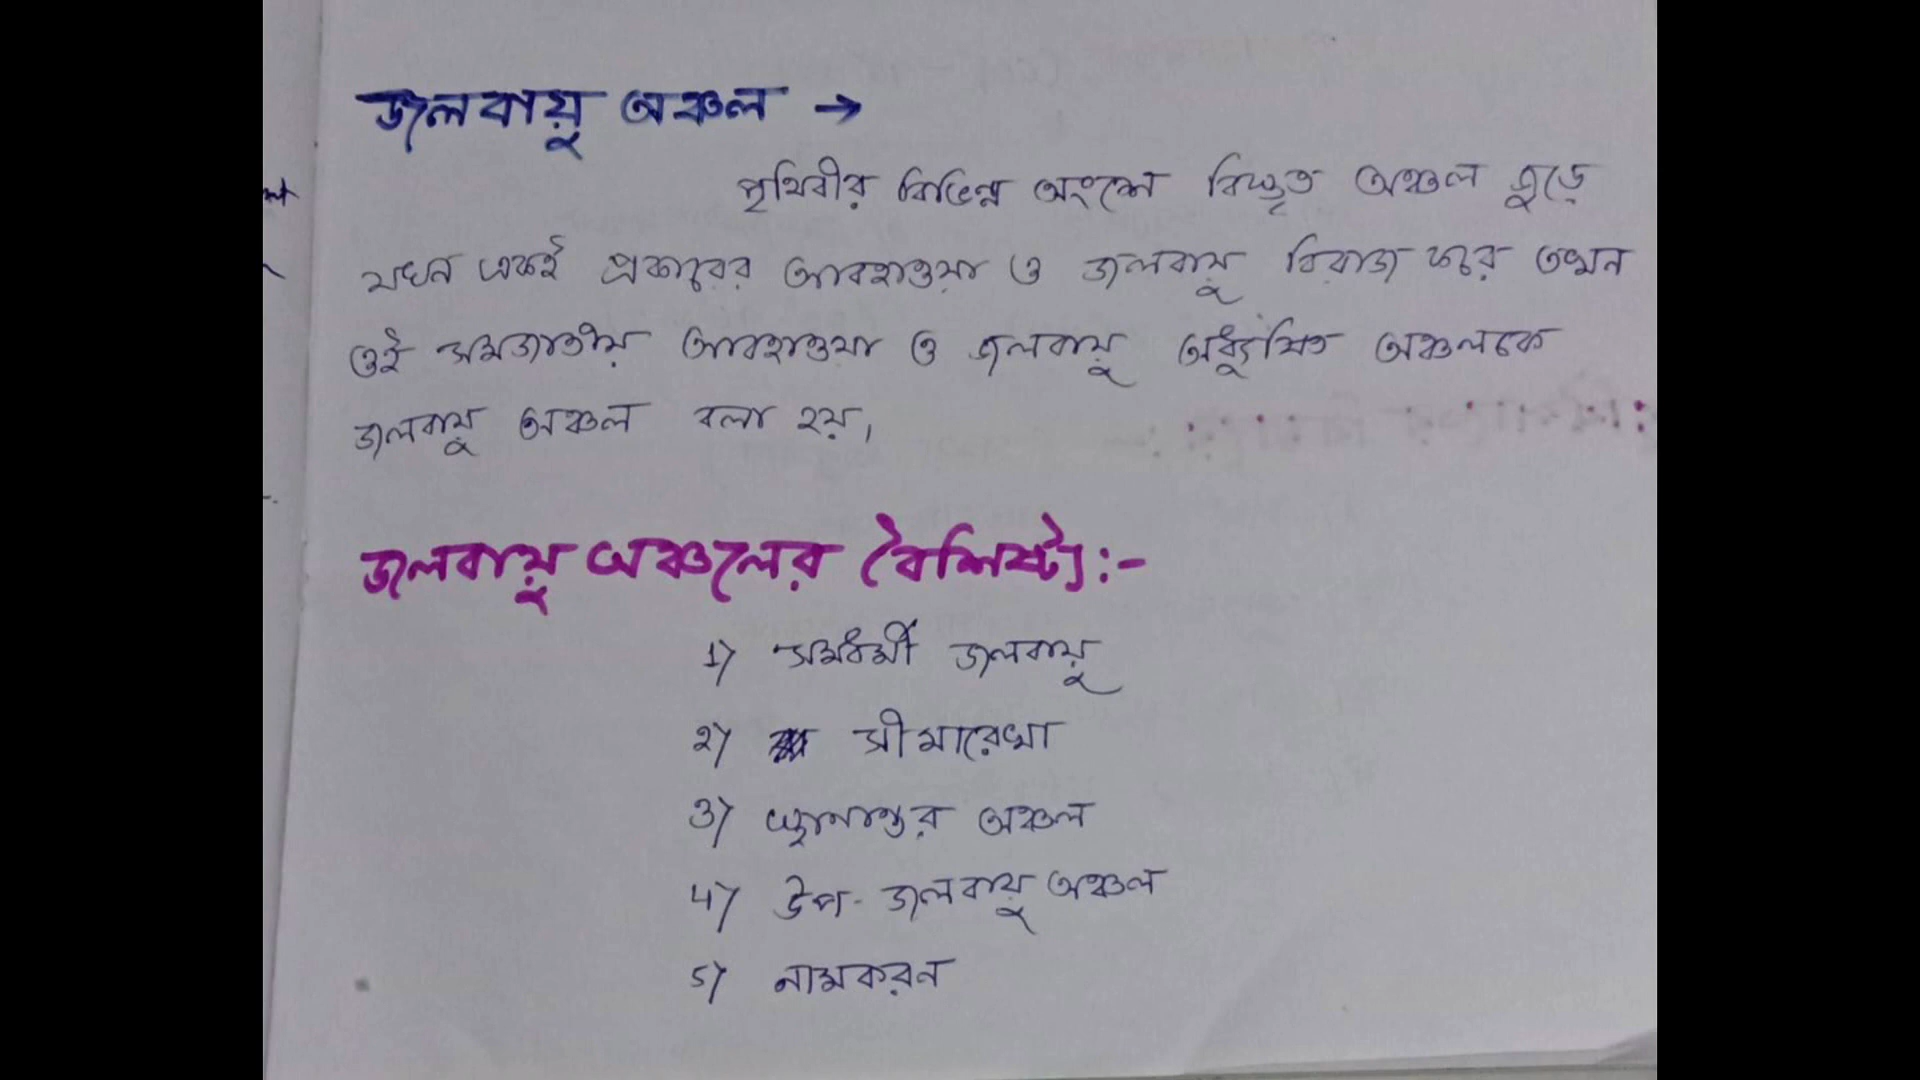 জলবায়ু অঞ্চল →
পৃথিবীর বিভিন্ন অংশে বিস্তৃত অঞ্চল জুড়ে
যখন একই প্রকারের আবহাওয়া ও জলবায়ু বিরাজ করে তখন
ওই সমজাতীয় আবহাওয়া ও জলবায়ু অধ্যুষিত অঞ্চলকে
জলবায়ু অঞ্চল বলা হয়,
জলবায়ু অঞ্চলের বৈশিষ্ট্য:-
1) সমধর্মী জলবায়ু
2) সীমারেখা
3) স্থানান্তর অঞ্চল
4) উপ- জলবায়ু অঞ্চল
5) নামকরন